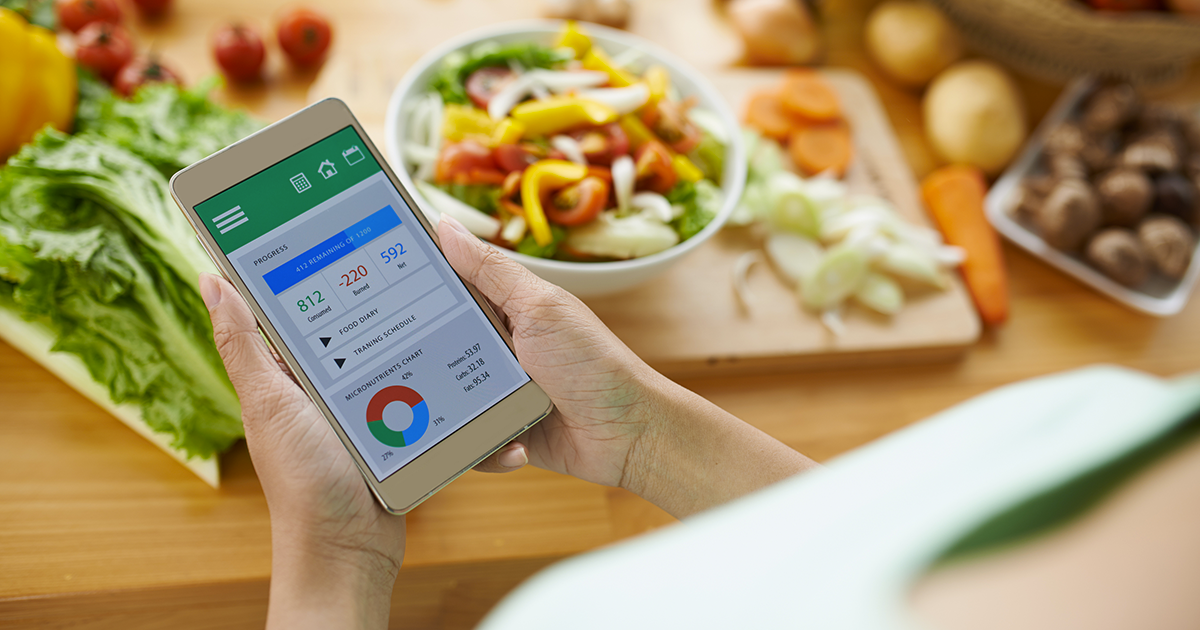 PROGRESS
412 REMAINING OF 1200
812 -220 592
Consumed Burned Net
FOOD DIARY
TRANING SCHEDULE
MICRONUTRIENTS CHART
42%
Proteins: 53.97
Carbs: 32.18
Fats: 95.34
31%
27%